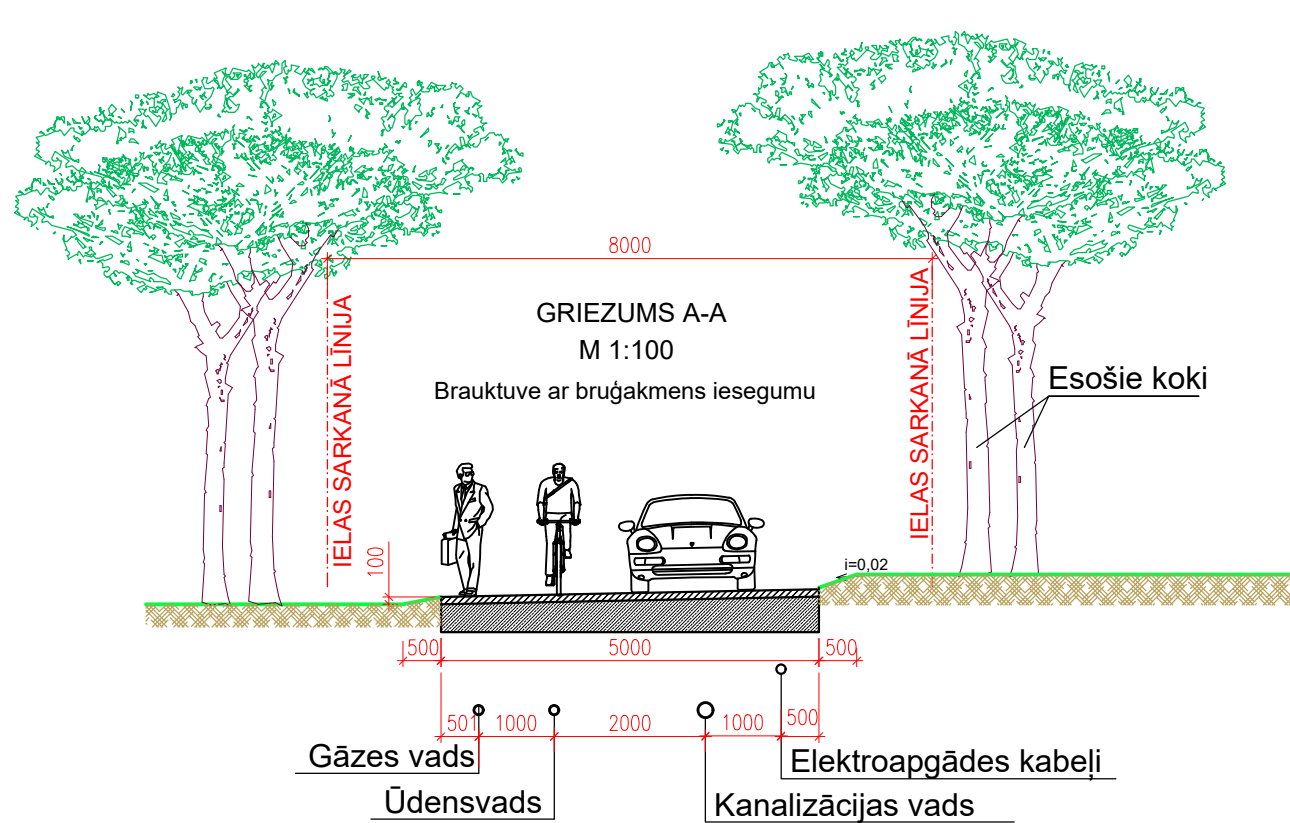 8000
GRIEZUMS A-A
M 1:100
Brauktuve ar bruģakmens iesegumu
IELAS SARKANĀ LĪNIJA
IELAS SARKANĀ LĪNIJA
Esošie koki
100
i=0,02
500
5000
500
501
1000
2000
1000
500
Gāzes vads
Elektroapgādes kabeļi
Ūdensvads
Kanalizācijas vads